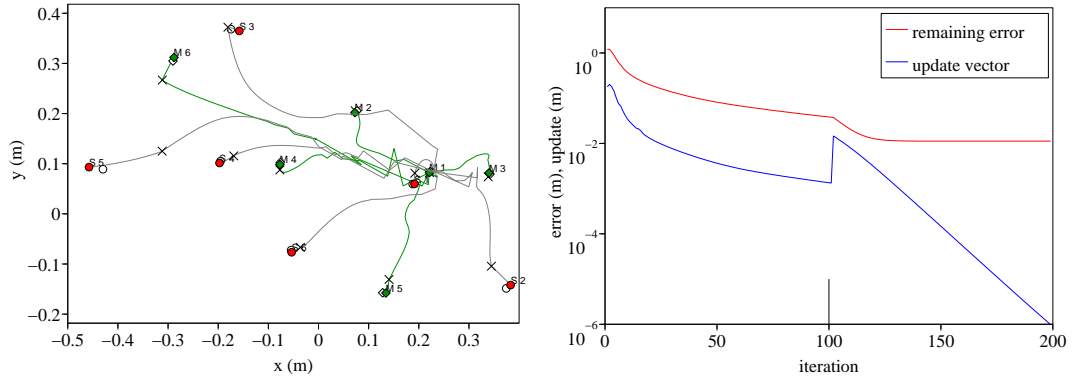 0.4
0.3
0.2
0.1
0
−0.1
−0.2
y (m)
S 3
M 6
M 2
S 5
M 4
M 1
M 3
S 2
M 5
−0.5 −0.4 −0.3 −0.2 −0.1 0 0.1 0.2 0.3
x (m)
remaining error
update vector
10 0
10 −2
10 −4
10 −6
error (m), update (m)
0 50 100 150 200
iteration